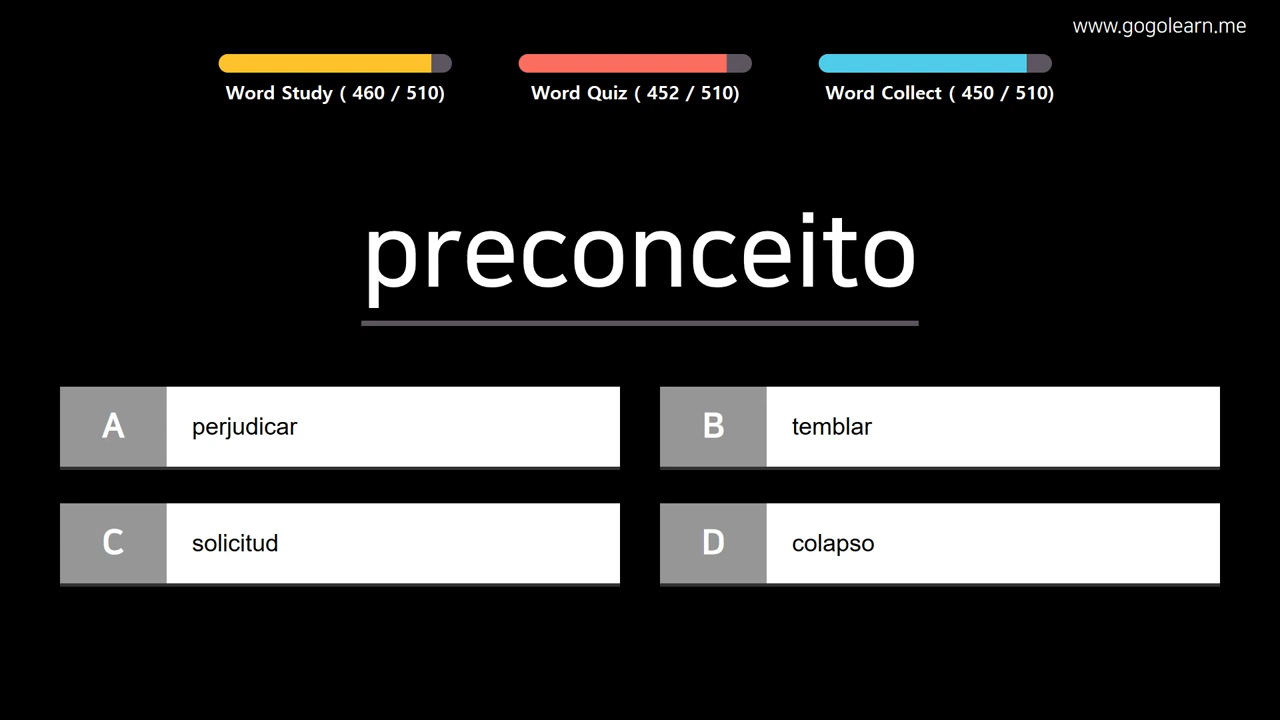 www.gogolearn.me
Word Study ( 460 / 510)
Word Quiz ( 452 / 510)
Word Collect ( 450 / 510)
preconceito
A perjudicar
B temblar
C solicitud
D colapso